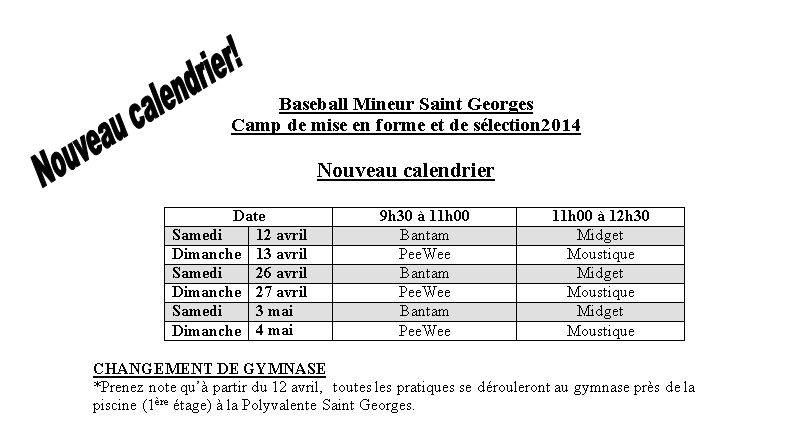 Nouveau calendrier!
Baseball Mineur Saint Georges
Camp de mise en forme et de sélection2014
Nouveau calendrier
Date 9h30 à 11h00 11h00 à 12h30
Samedi 12 avril Bantam Midget
Dimanche 13 avril PeeWee Moustique
Samedi 26 avril Bantam Midget
Dimanche 27 avril PeeWee Moustique
Samedi 3 mai Bantam Midget
Dimanche 4 mai PeeWee Moustique
CHANGEMENT DE GYMNASE
*Prenez note qu'à partir du 12 avril, toutes les pratiques se dérouleront au gymnase près de la
piscine (1ère étage) à la Polyvalente Saint Georges.